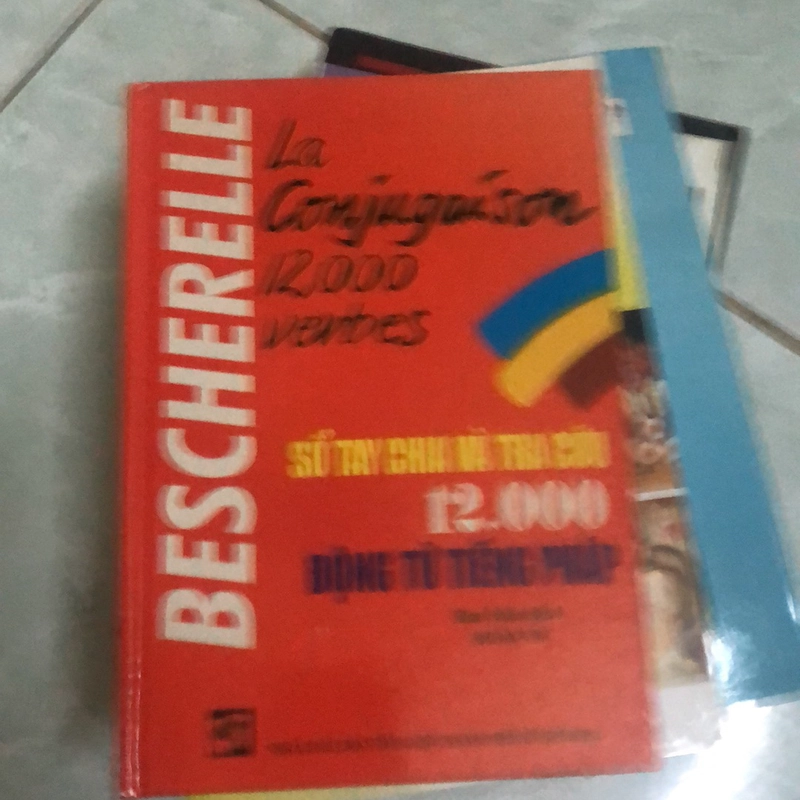 BESCHERELLE
La
Conjugaison
12.000
verbes
SỔ TAY CHIA VÀ TRA CỨU
12.000
ĐỘNG TỪ TIẾNG PHÁP